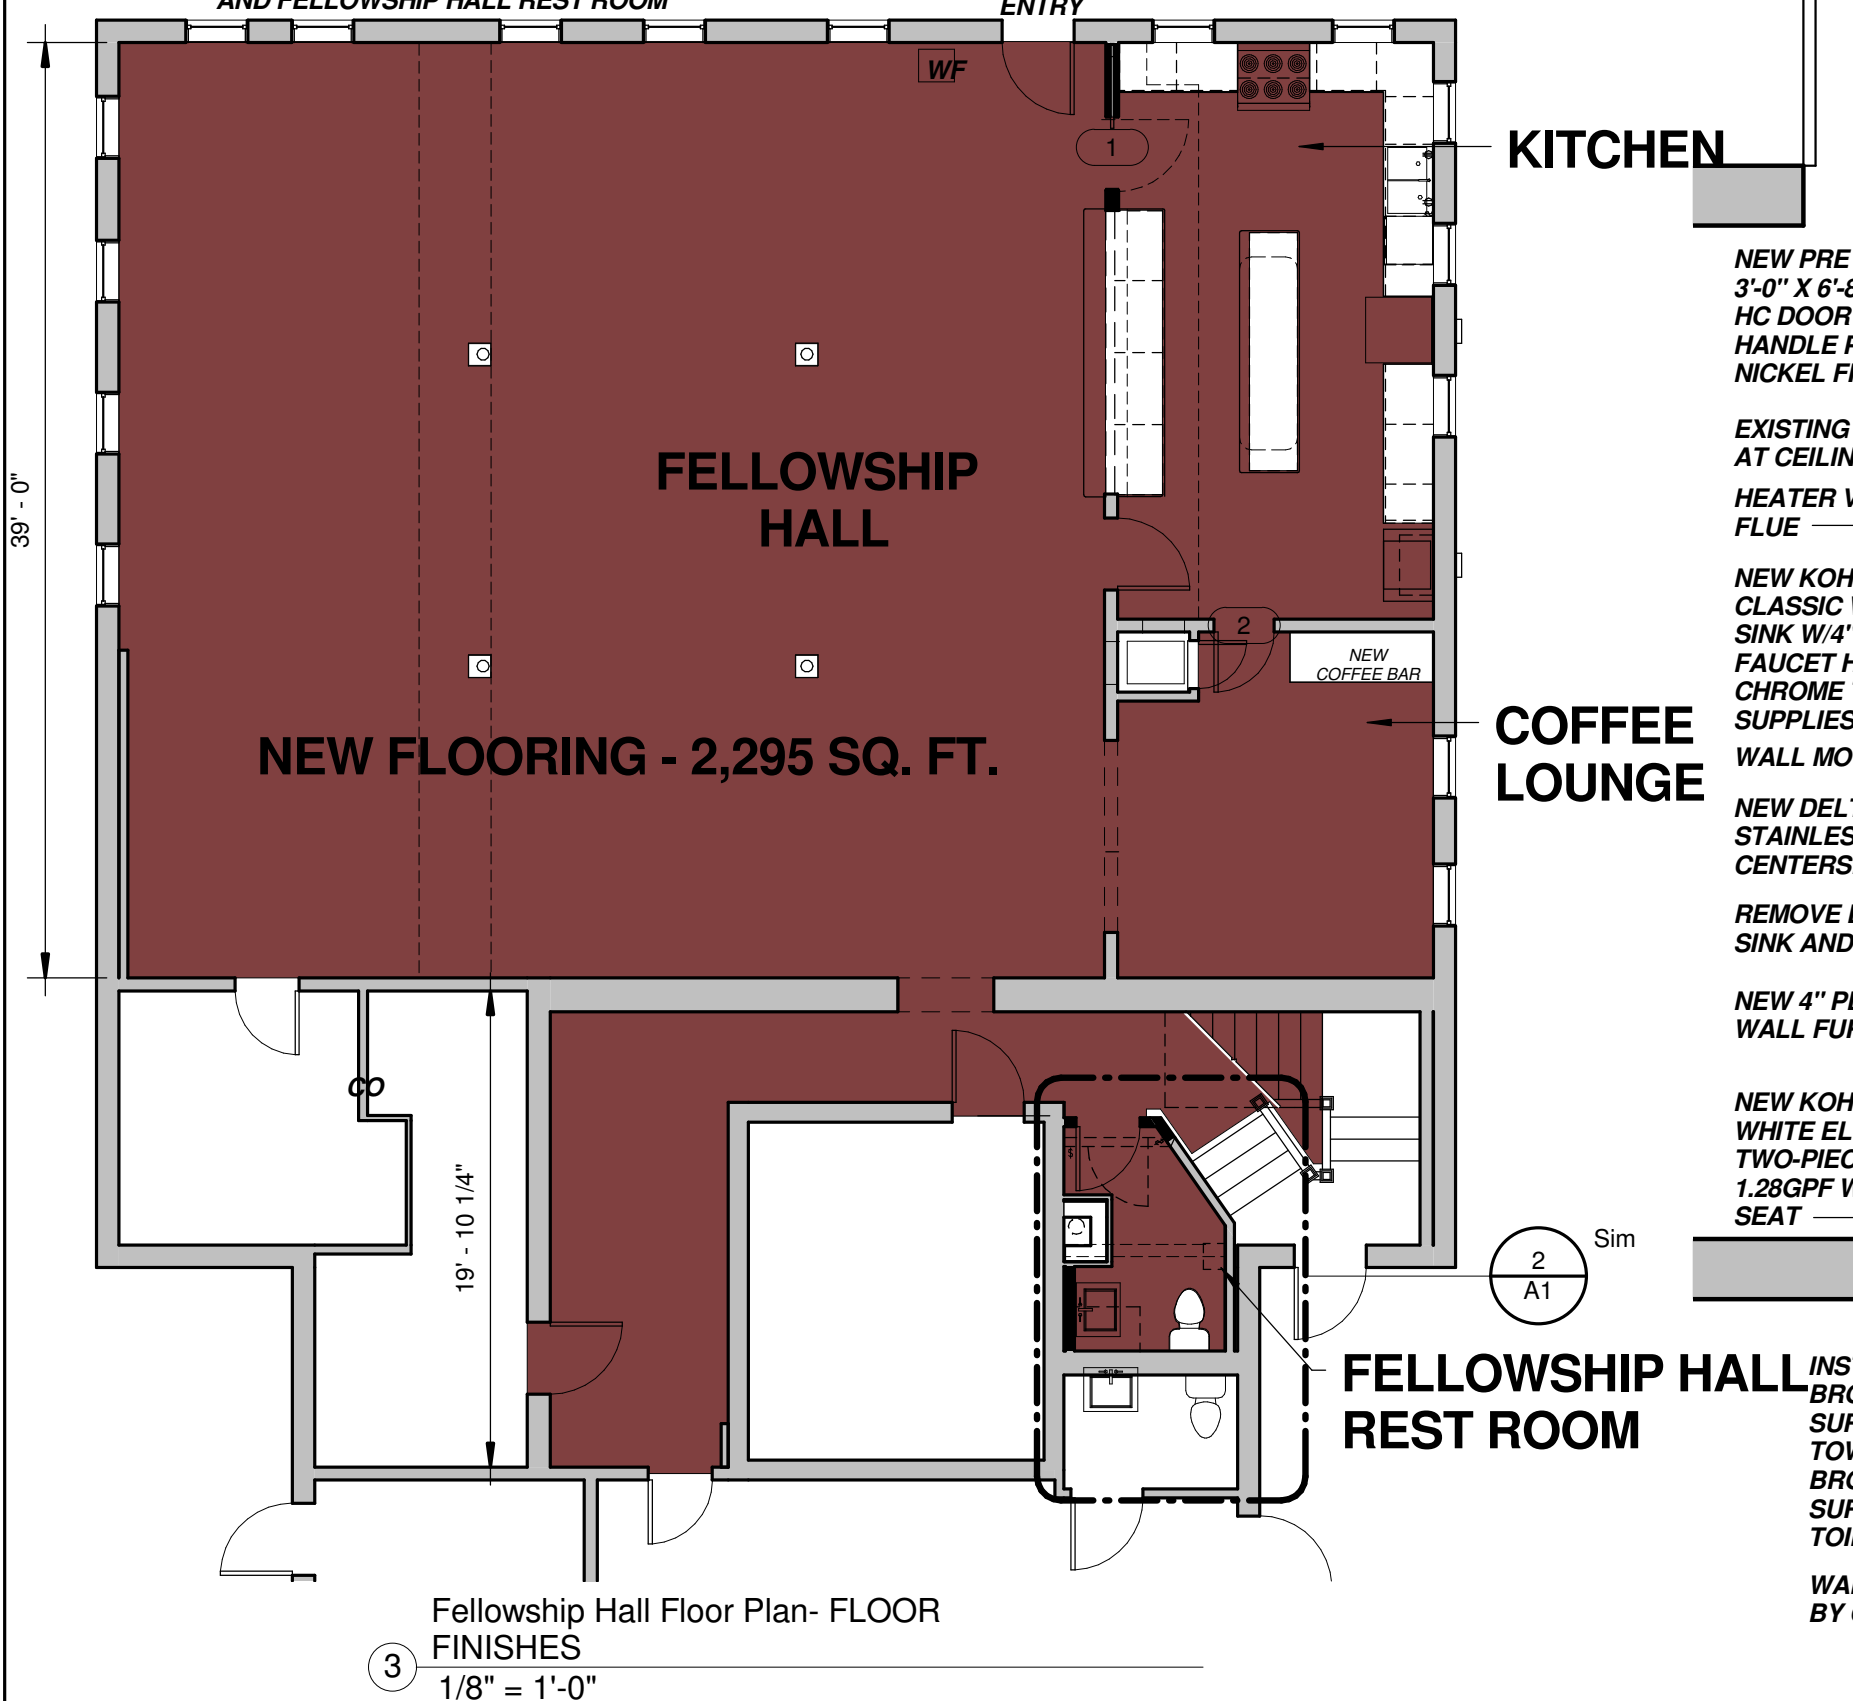 AND FELLOWSHIP HALL REST ROOM
ENTRY
WF
1
KITCHEN
39' - 0"
FELLOWSHIP
HALL
2
NEW
COFFEE BAR
COFFEE
LOUNGE
NEW FLOORING - 2,295 SQ. FT.
CO
19' - 10 1/4"
2
A1
Sim
FELLOWSHIP HALL
REST ROOM
Fellowship Hall Floor Plan- FLOOR
FINISHES
3
1/8" = 1'-0"
NEW PRE
3'-0" X 6'-8
HC DOOR
HANDLE
NICKEL
EXISTING
AT CEILIN
HEATER
FLUE
NEW KOH
CLASSIC
SINK W/4"
FAUCET
CHROME
SUPPLIES
WALL MO
NEW DEL
STAINLES
CENTERS
REMOVE
SINK AND
NEW 4"
WALL FU
NEW KOH
WHITE EL
TWO-PIEC
1.28GPF
SEAT
INS
BRO
SUF
TOW
BRO
SUF
TOI
WAL
BY